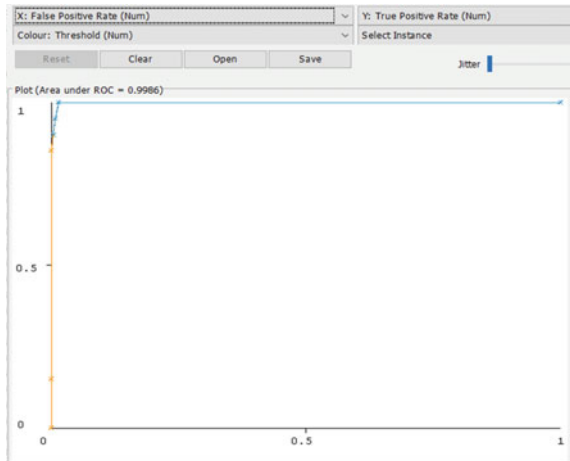 X: False Positive Rate (Num)
Y: True Positive Rate (Num)
Colour: Threshold (Num)
Select Instance
Reset
Clear
Open
Save
Jitter
Plot (Area under ROC = 0.9986)
1
0.5
0
0
0.5
1